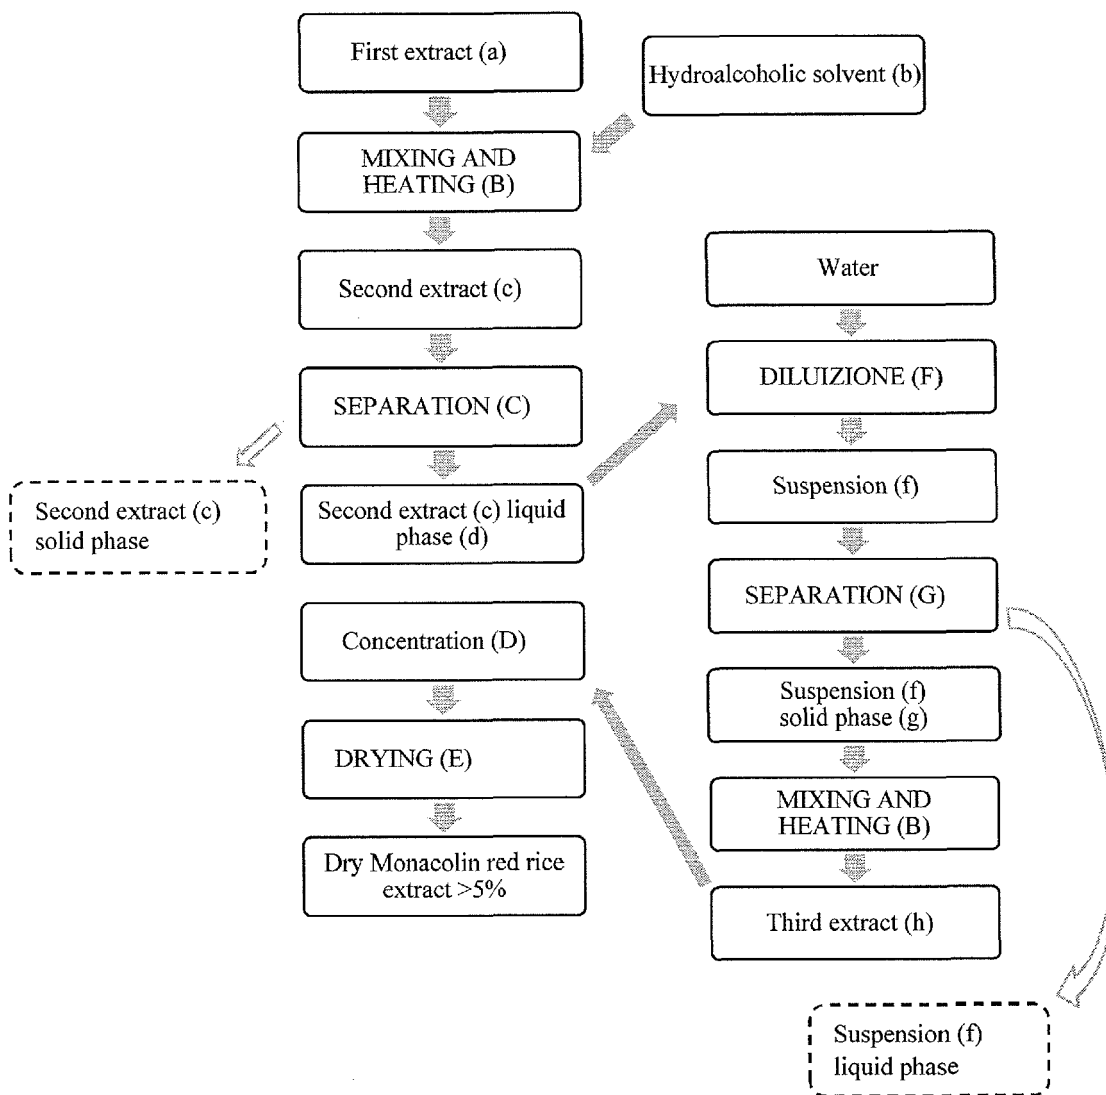 First extract (a)
Hydroalcoholic solvent (b)
MIXING AND
HEATING (B)
Second extract (c)
SEPARATION (C)
Second extract (c)
solid phase
Second extract (c) liquid
phase (d)
Water
DILUIZIONE (F)
Suspension (f)
SEPARATION (G)
Suspension (f)
solid phase (g)
MIXING AND
HEATING (B)
Third extract (h)
Suspension (f)
liquid phase
Concentration (D)
DRYING (E)
Dry Monacolin red rice
extract >5%